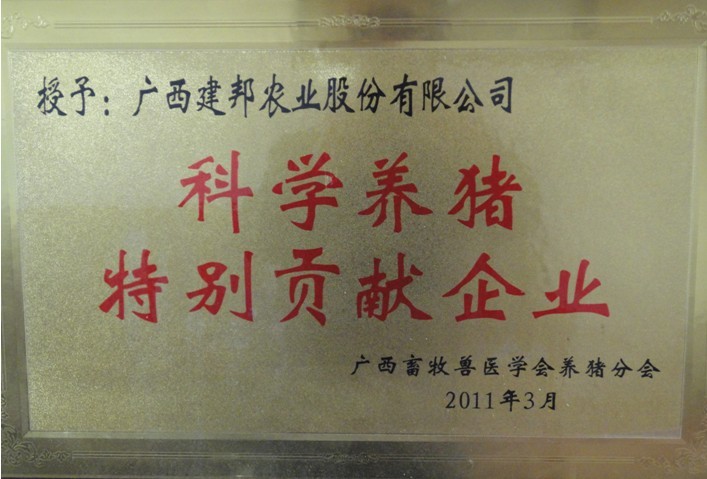 授予：广西建邦农业股份有限公司
科学养猪
特别贡献企业
广西畜牧兽医学会养猪分会
2011年3月